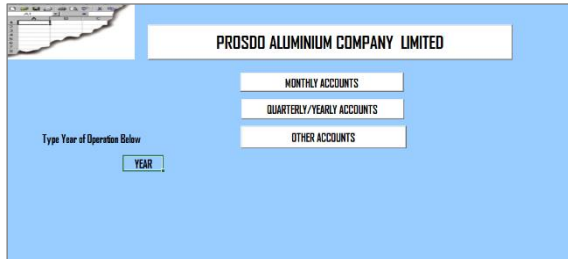 PROSDO ALUMINIUM COMPANY LIMITED
MONTHLY ACCOUNTS
QUARTERLY/YEARLY ACCOUNTS
OTHER ACCOUNTS
Type Year of Operation Below
YEAR